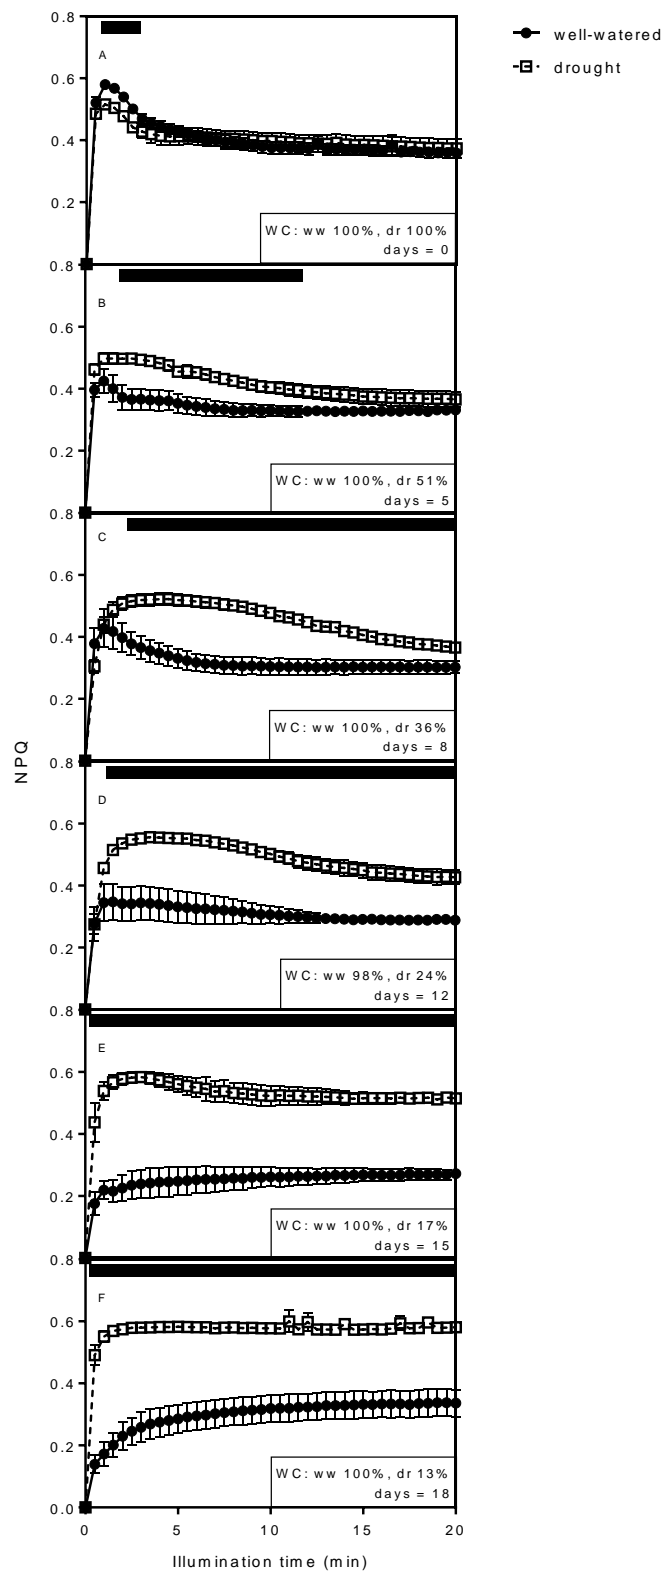 well-watered
drought
0.8
A
0.6
0.4
0.2
WC: ww 100%, dr 100%
days = 0
0.8
B
0.6
0.4
0.2
WC: ww 100%, dr 51%
days = 5
0.8
C
0.6
0.4
0.2
WC: ww 100%, dr 36%
days = 8
NPQ
0.8
D
0.6
0.4
0.2
WC: ww 98%, dr 24%
days = 12
0.8
E
0.6
0.4
0.2
WC: ww 100%, dr 17%
days = 15
0.8
F
0.6
0.4
0.2
WC: ww 100%, dr 13%
days = 18
0.0
0 5 10 15 20
Illumination time (min)